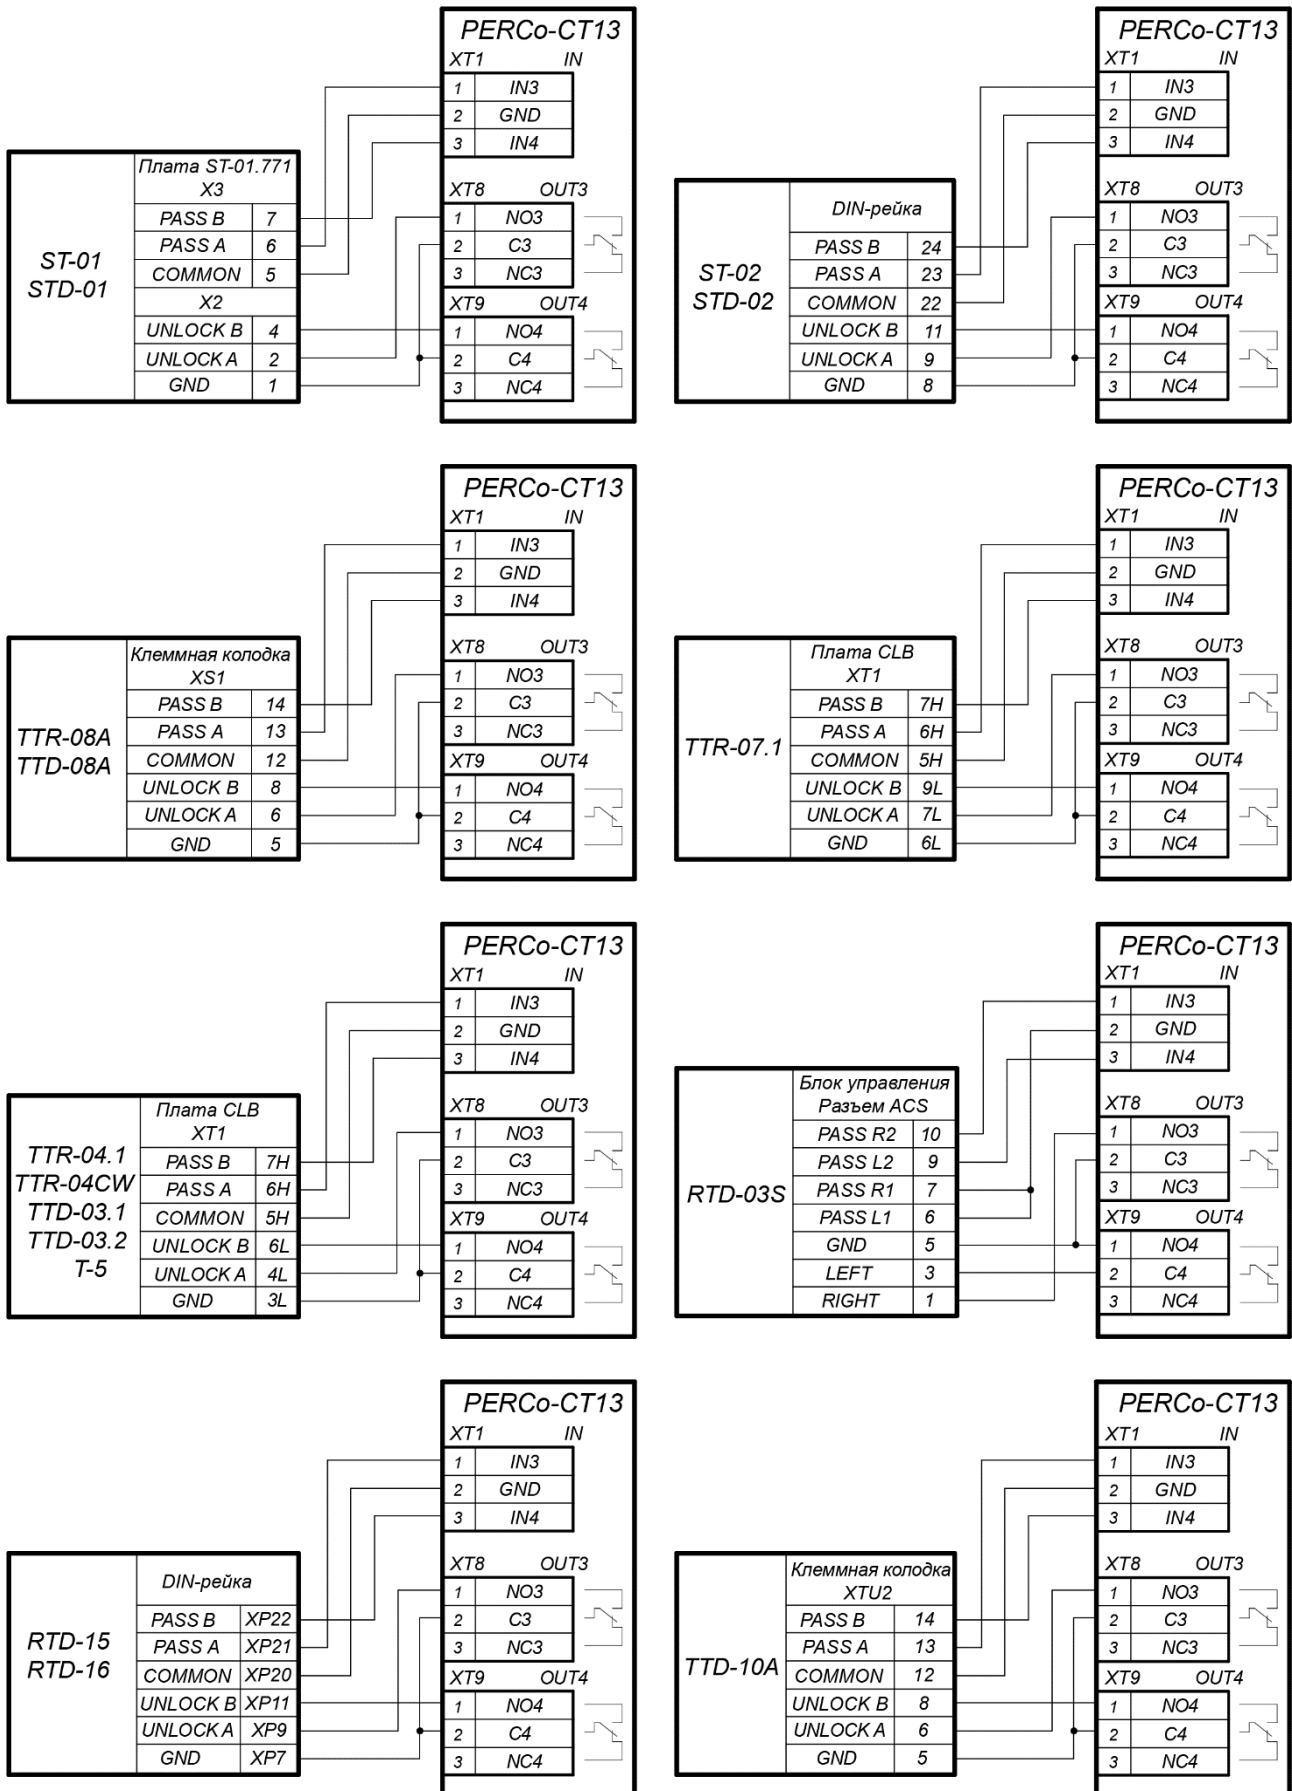 PERCo-CT13
XT1 IN
1 IN3
2 GND
3 IN4
XT8 OUT3
1 NO3
2 C3
3 NC3
XT9 OUT4
1 NO4
2 C4
3 NC4
ST-01
STD-01
Плата ST-01.771
X3
PASS B 7
PASS A 6
COMMON 5
X2
UNLOCK B 4
UNLOCK A 2
GND 1
PERCo-CT13
XT1 IN
1 IN3
2 GND
3 IN4
XT8 OUT3
1 NO3
2 C3
3 NC3
XT9 OUT4
1 NO4
2 C4
3 NC4
ST-02
STD-02
DIN-рейка
PASS B 24
PASS A 23
COMMON 22
UNLOCK B 11
UNLOCK A 9
GND 8
PERCo-CT13
XT1 IN
1 IN3
2 GND
3 IN4
XT8 OUT3
1 NO3
2 C3
3 NC3
XT9 OUT4
1 NO4
2 C4
3 NC4
TTR-08A
TTD-08A
Клеммная колодка
XS1
PASS B 14
PASS A 13
COMMON 12
UNLOCK B 8
UNLOCK A 6
GND 5
PERCo-CT13
XT1 IN
1 IN3
2 GND
3 IN4
XT8 OUT3
1 NO3
2 C3
3 NC3
XT9 OUT4
1 NO4
2 C4
3 NC4
TTR-07.1
Плата CLB
XT1
PASS B 7H
PASS A 6H
COMMON 5H
UNLOCK B 9L
UNLOCK A 7L
GND 6L
PERCo-CT13
XT1 IN
1 IN3
2 GND
3 IN4
XT8 OUT3
1 NO3
2 C3
3 NC3
XT9 OUT4
1 NO4
2 C4
3 NC4
TTR-04.1
TTR-04CW
TTD-03.1
TTD-03.2
T-5
Плата CLB
XT1
PASS B 7H
PASS A 6H
COMMON 5H
UNLOCK B 6L
UNLOCK A 4L
GND 3L
PERCo-CT13
XT1 IN
1 IN3
2 GND
3 IN4
XT8 OUT3
1 NO3
2 C3
3 NC3
XT9 OUT4
1 NO4
2 C4
3 NC4
RTD-03S
Блок управления
Разъем ACS
PASS R2 10
PASS L2 9
PASS R1 7
PASS L1 6
GND 5
LEFT 3
RIGHT 1
PERCo-CT13
XT1 IN
1 IN3
2 GND
3 IN4
XT8 OUT3
1 NO3
2 C3
3 NC3
XT9 OUT4
1 NO4
2 C4
3 NC4
RTD-15
RTD-16
DIN-рейка
PASS B XP22
PASS A XP21
COMMON XP20
UNLOCK B XP11
UNLOCK A XP9
GND XP7
PERCo-CT13
XT1 IN
1 IN3
2 GND
3 IN4
XT8 OUT3
1 NO3
2 C3
3 NC3
XT9 OUT4
1 NO4
2 C4
3 NC4
TTD-10A
Клеммная колодка
XTU2
PASS B 14
PASS A 13
COMMON 12
UNLOCK B 8
UNLOCK A 6
GND 5